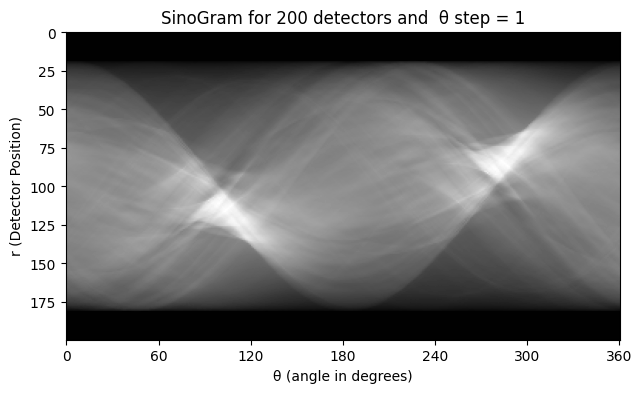 SinoGram for 200 detectors and  θ step = 1
0
25
50
75
100
125
150
175
r (Detector Position)
0 60 120 180 240 300 360
θ (angle in degrees)